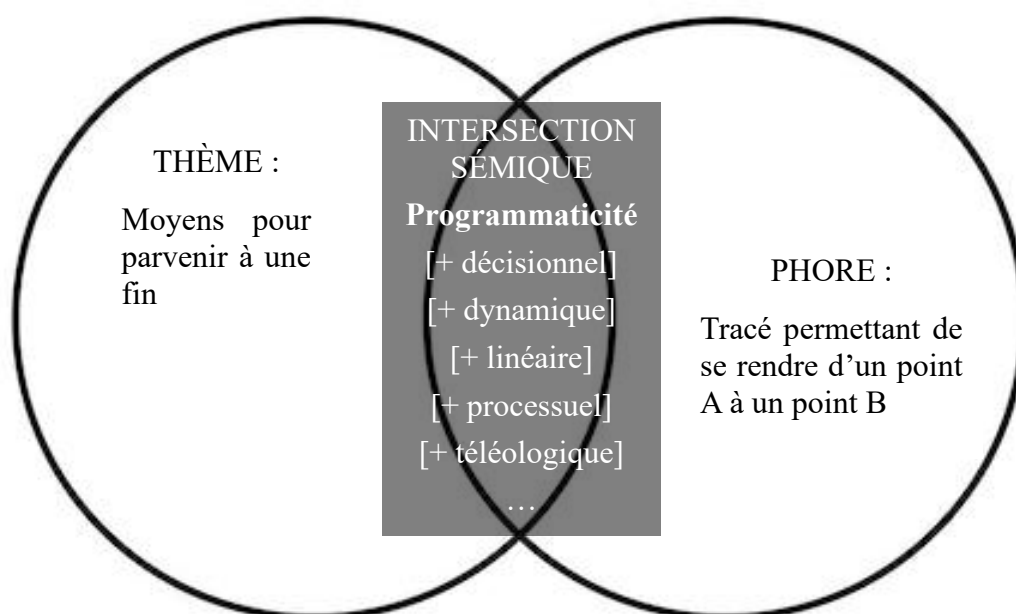 THÈME :
Moyens pour
parvenir à une
fin
INTERSECTION
SÉMIQUE
Programmaticité
[+ décisionnel]
[+ dynamique]
[+ linéaire]
[+ processuel]
[+ téléologique]
…
PHORE :
Tracé permettant de
se rendre d’un point
A à un point B